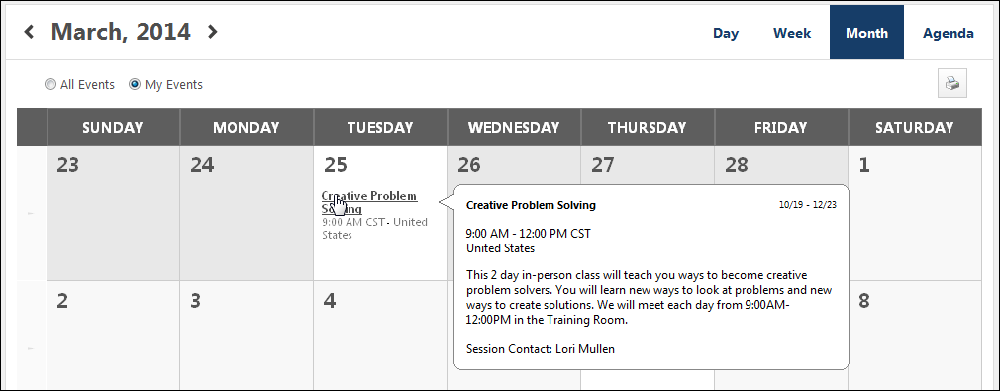 March, 2014
Day
Week
Month
Agenda
All Events
My Events
SUNDAY
MONDAY
TUESDAY
WEDNESDAY
THURSDAY
FRIDAY
SATURDAY
23
24
25
26
27
28
1
Creative Problem
9:00 AM CST - United
States
Creative Problem Solving
10/19 - 12/23
9:00 AM - 12:00 PM CST
United States
This 2 day in-person class will teach you ways to become creative
problem solvers. You will learn new ways to look at problems and new
ways to create solutions. We will meet each day from 9:00AM-
12:00PM in the Training Room.
Session Contact: Lori Mullen
2
3
4
8